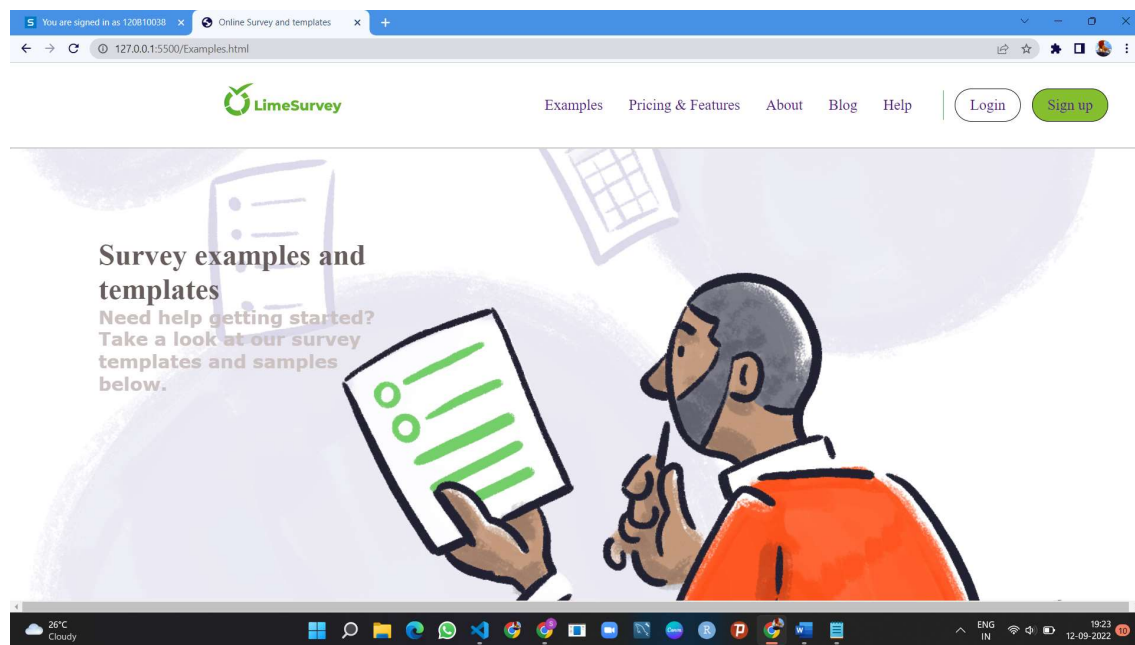 You are signed in as 120B10038
Online Survey and templates
127.0.0.1:5500/Examples.html
LimeSurvey
Examples Pricing & Features About Blog Help Login Sign up
Survey examples and
templates
Need help getting started?
Take a look at our survey
templates and samples
below.
26°C
Cloudy
ENG
IN
19:23
12-09-2022
10